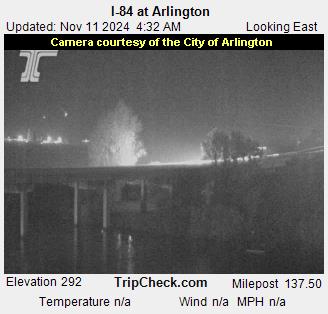 I-84 at Arlington
Updated: Nov 11 2024 4:32 AM Looking East
Camera courtesy of the City of Arlington
Elevation 292 TripCheck.com Milepost 137.50
Temperature n/a Wind n/a MPH n/a